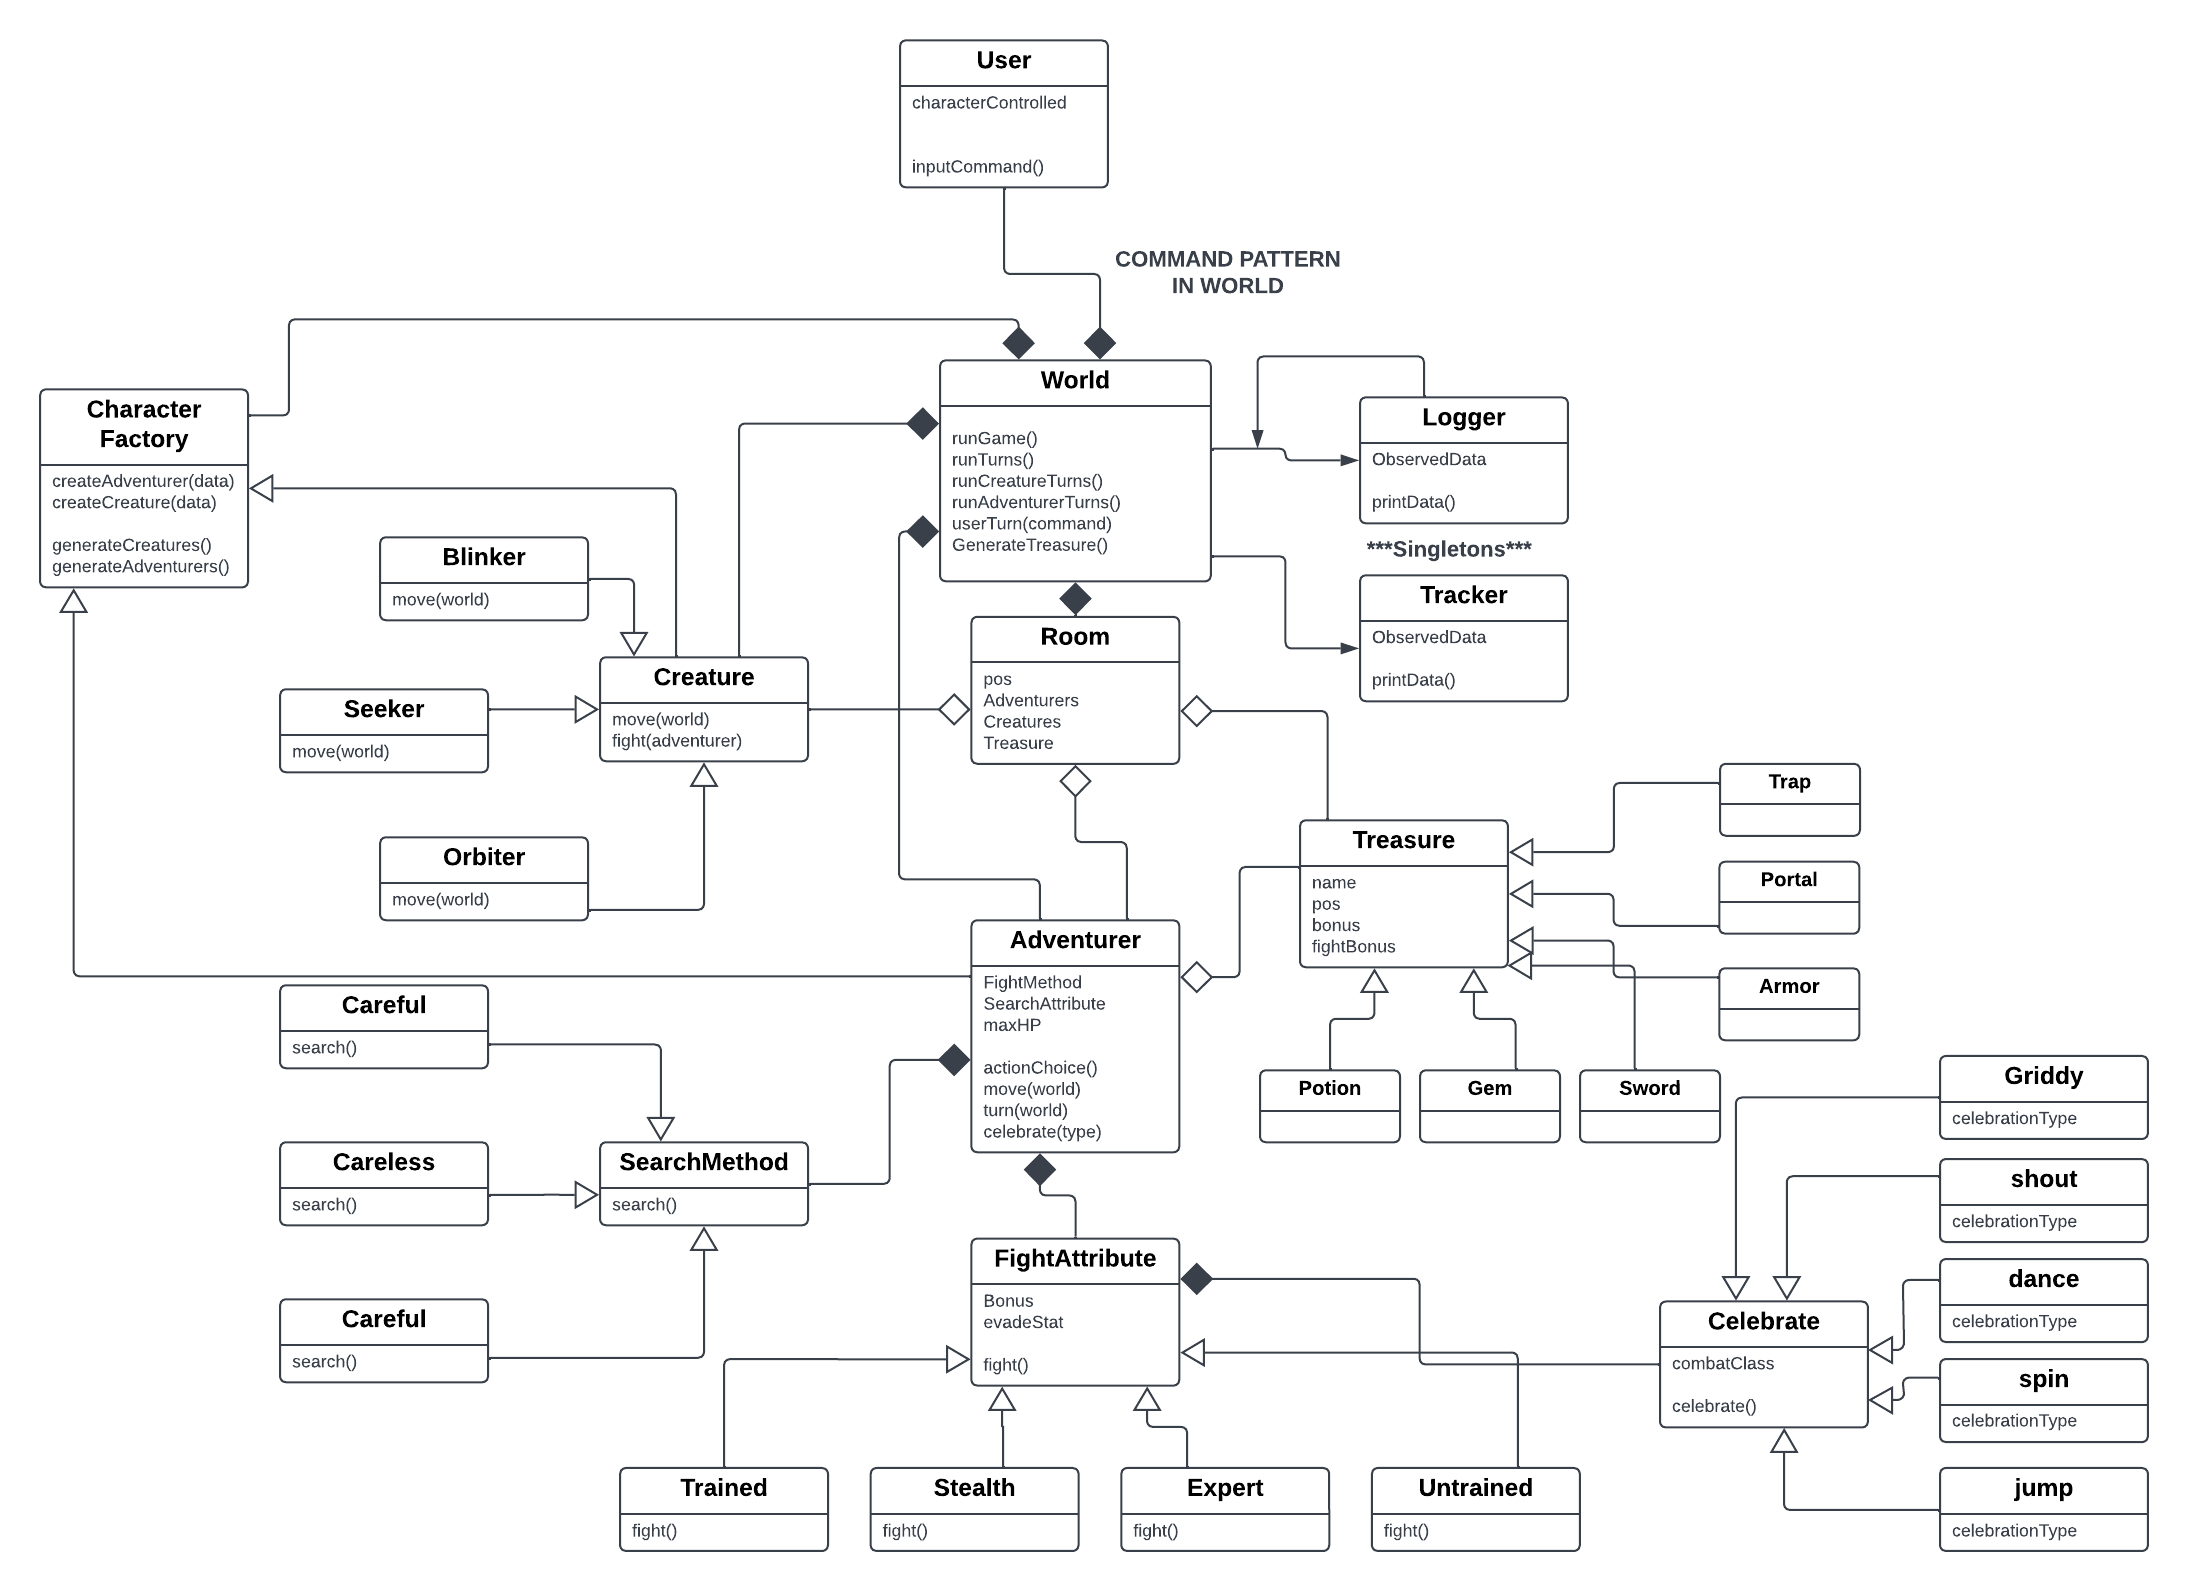 User
characterControlled
inputCommand()
COMMAND PATTERN
IN WORLD
Character
Factory
createAdventurer(data)
createCreature(data)
generateCreatures()
generateAdventurers()
World
runGame()
runTurns()
runCreatureTurns()
runAdventurerTurns()
userTurn(command)
GenerateTreasure()
Logger
ObservedData
printData()
***Singletons***
Tracker
ObservedData
printData()
Blinker
move(world)
Seeker
move(world)
Creature
move(world)
fight(adventurer)
Room
pos
Adventurers
Creatures
Treasure
Orbiter
move(world)
Treasure
name
pos
bonus
fightBonus
Trap
Portal
Armor
Potion
Gem
Sword
Adventurer
FightMethod
SearchAttribute
maxHP
actionChoice()
move(world)
turn(world)
celebrate(type)
Careful
search()
Careless
search()
SearchMethod
search()
Careful
search()
FightAttribute
Bonus
evadeStat
fight()
Trained
fight()
Stealth
fight()
Expert
fight()
Untrained
fight()
Celebrate
combatClass
celebrate()
Griddy
celebrationType
shout
celebrationType
dance
celebrationType
spin
celebrationType
jump
celebrationType